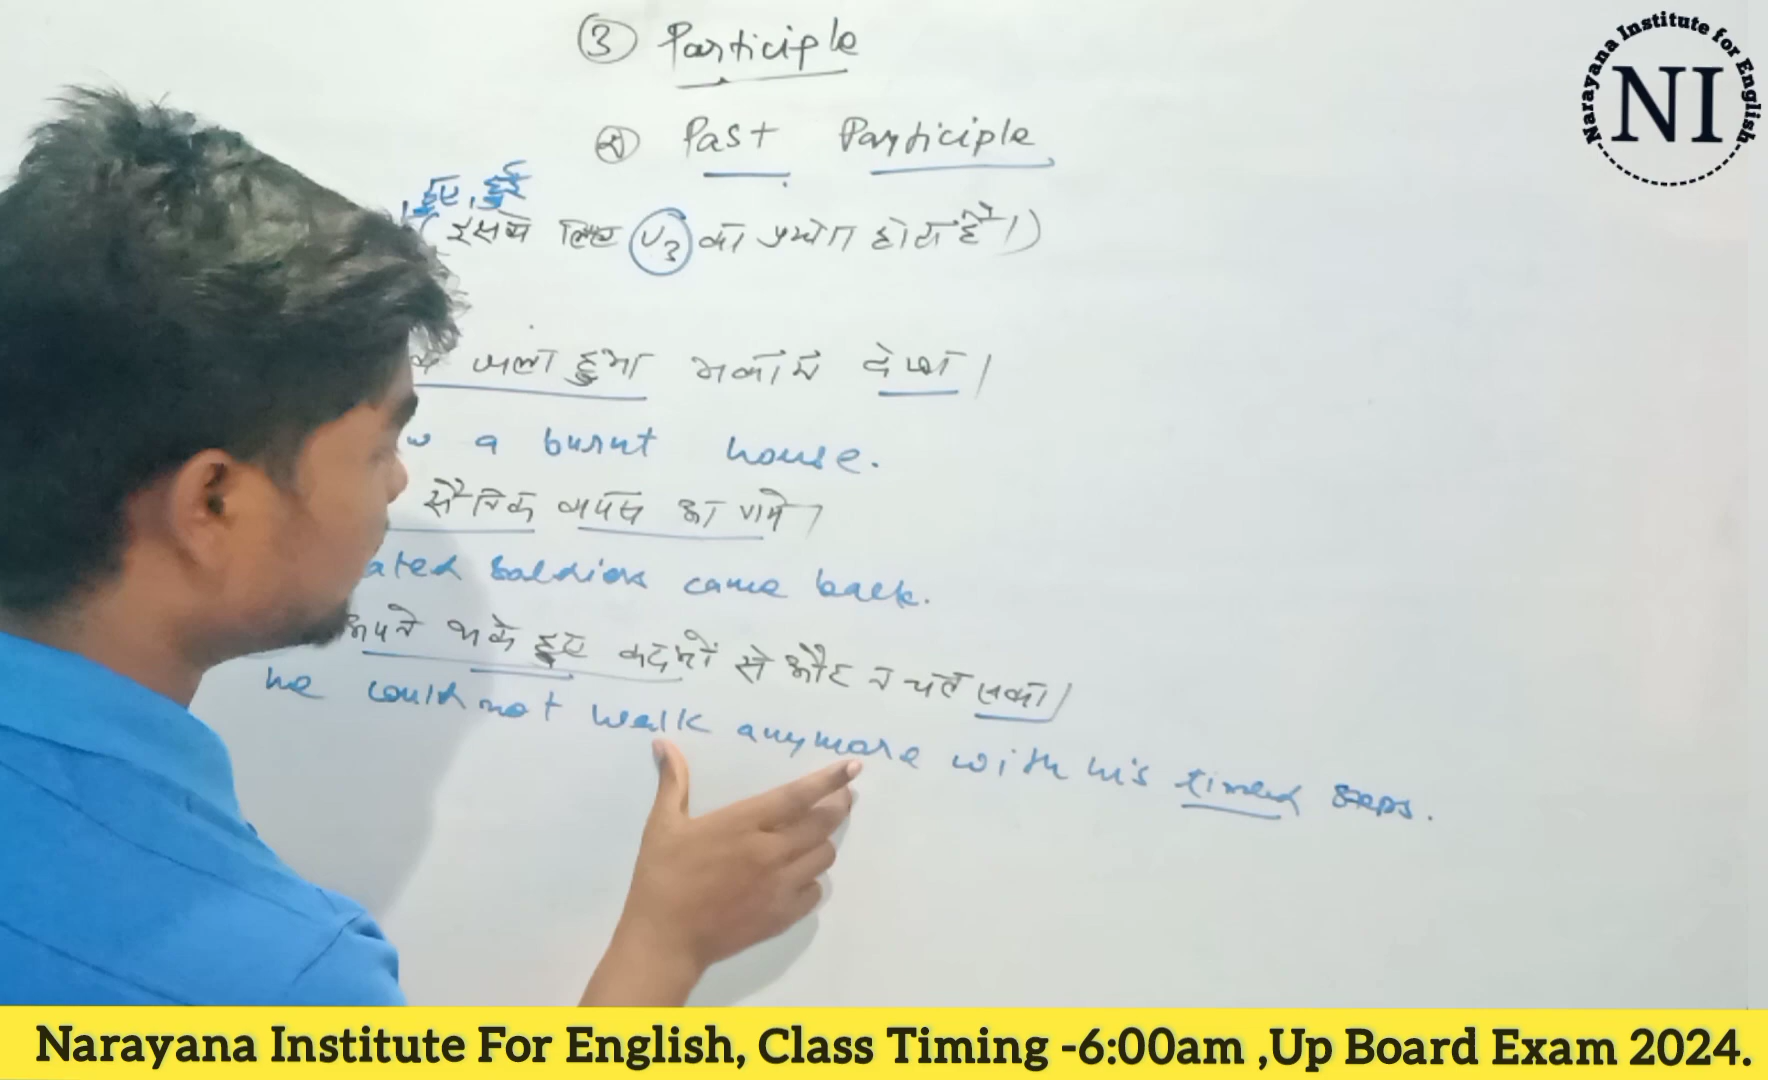 ③ Participle
Past Participle
हुए, हुई
(इसके लिए V3 का प्रयोग होता है।)
जला हुआ मकान देखा।
a burnt house.
सैनिक वापस आ गये।
ated soldiers came back.
अपने थके हुए कदमों से और न चल सका।
he could not walk anymore with his tired steps.
Narayana Institute for English
NI
Narayana Institute For English, Class Timing -6:00am ,Up Board Exam 2024.